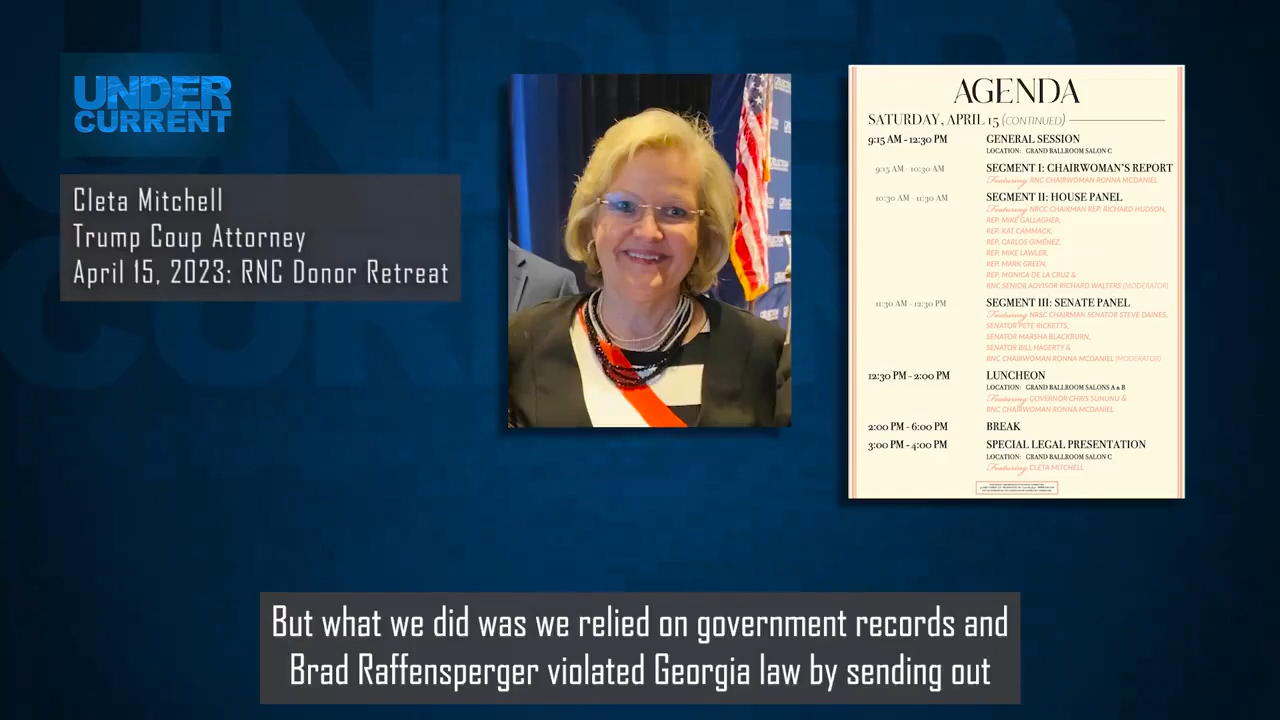 UNDER
CURRENT
Cleta Mitchell
Trump Coup Attorney
April 15, 2023: RNC Donor Retreat
AGENDA
SATURDAY, APRIL 15 (CONTINUED)
9:15 AM - 12:30 PM GENERAL SESSION
LOCATION: GRAND BALLROOM SALON C
9:15 AM - 10:30 AM SEGMENT I: CHAIRWOMAN'S REPORT
Featuring RNC CHAIRWOMAN RONNA MCDANIEL
10:30 AM - 11:30 AM SEGMENT II: HOUSE PANEL
Featuring NRCC CHAIRMAN REP. RICHARD HUDSON,
REP. MIKE GALLAGHER,
REP. KAT CAMMACK,
REP. CARLOS GIMÉNEZ,
REP. MIKE LAWLER,
REP. MARK GREEN,
REP. MONICA DE LA CRUZ &
RNC SENIOR ADVISOR RICHARD WALTERS (MODERATOR)
11:30 AM - 12:30 PM SEGMENT III: SENATE PANEL
Featuring NRSC CHAIRMAN SENATOR STEVE DAINES,
SENATOR PETE RICKETTS,
SENATOR MARSHA BLACKBURN,
SENATOR BILL HAGERTY &
RNC CHAIRWOMAN RONNA MCDANIEL (MODERATOR)
12:30 PM - 2:00 PM LUNCHEON
LOCATION: GRAND BALLROOM SALONS A & B
Featuring GOVERNOR CHRIS SUNUNU &
RNC CHAIRWOMAN RONNA MCDANIEL
2:00 PM - 6:00 PM BREAK
3:00 PM - 4:00 PM SPECIAL LEGAL PRESENTATION
LOCATION: GRAND BALLROOM SALON C
Featuring CLETA MITCHELL
But what we did was we relied on government records and
Brad Raffensperger violated Georgia law by sending out